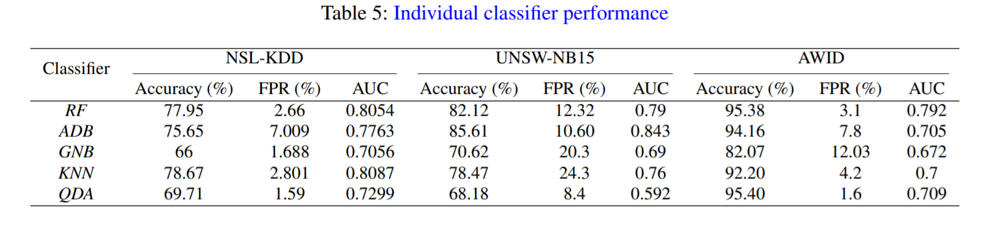 Table 5: Individual classifier performance
Classifier NSL-KDD UNSW-NB15 AWID
Accuracy (%) FPR (%) AUC Accuracy (%) FPR (%) AUC Accuracy (%) FPR (%) AUC
RF 77.95 2.66 0.8054 82.12 12.32 0.79 95.38 3.1 0.792
ADB 75.65 7.009 0.7763 85.61 10.60 0.843 94.16 7.8 0.705
GNB 66 1.688 0.7056 70.62 20.3 0.69 82.07 12.03 0.672
KNN 78.67 2.801 0.8087 78.47 24.3 0.76 92.20 4.2 0.7
QDA 69.71 1.59 0.7299 68.18 8.4 0.592 95.40 1.6 0.709